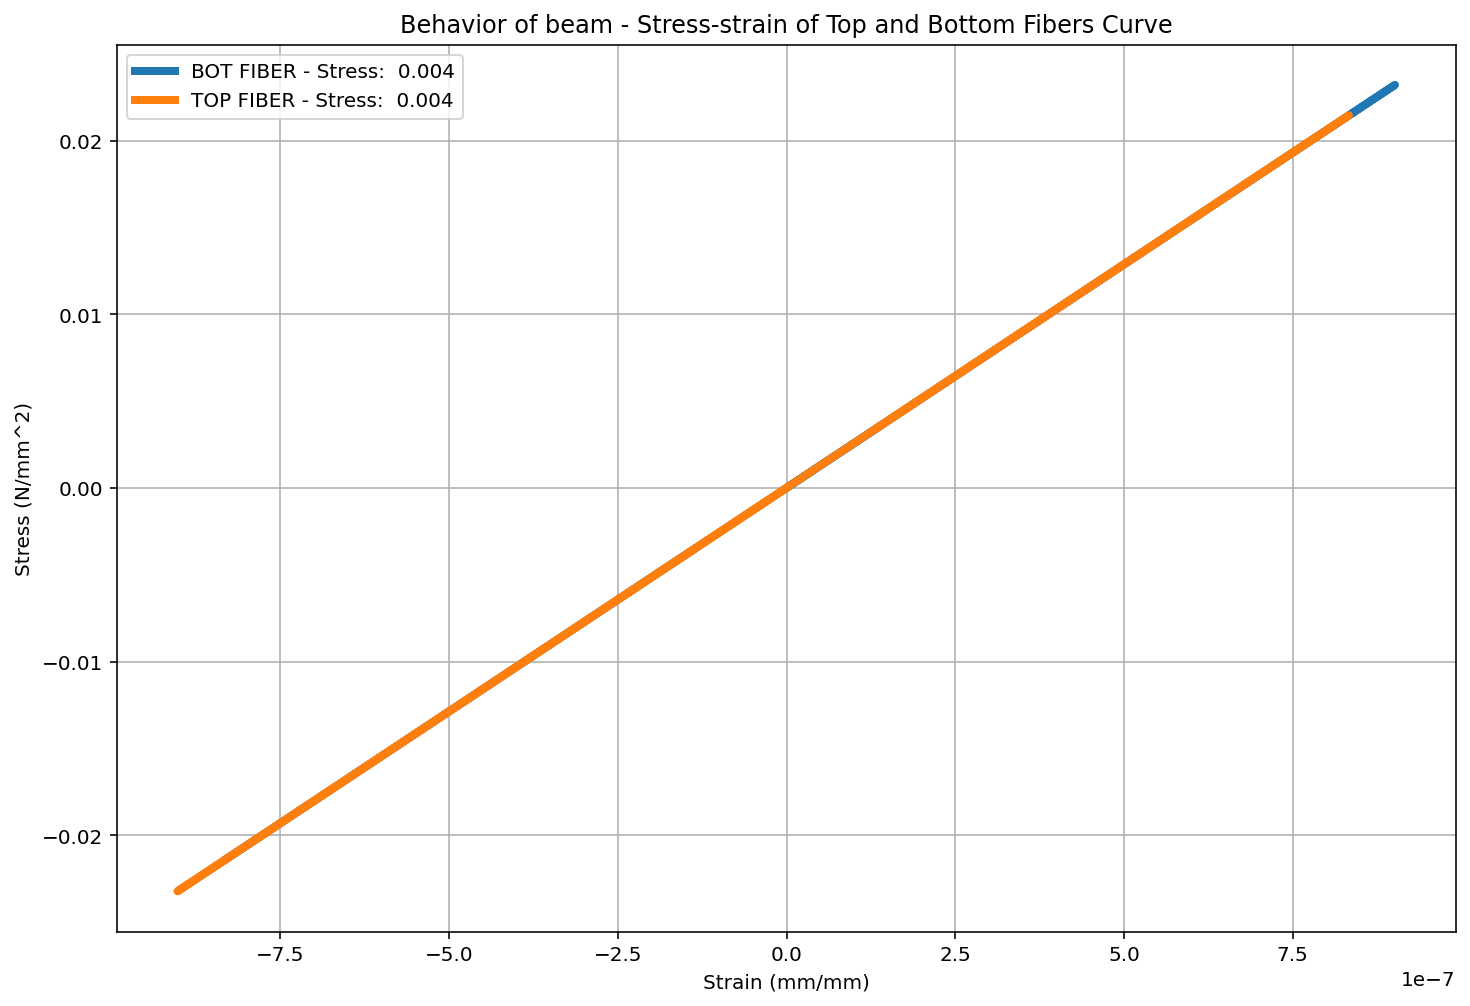 Behavior of beam - Stress-strain of Top and Bottom Fibers Curve
BOT FIBER - Stress:  0.004
TOP FIBER - Stress:  0.004
0.02
0.01
0.00
−0.01
−0.02
Stress (N/mm^2)
−7.5
−5.0
−2.5
0.0
2.5
5.0
7.5
1e−7
Strain (mm/mm)